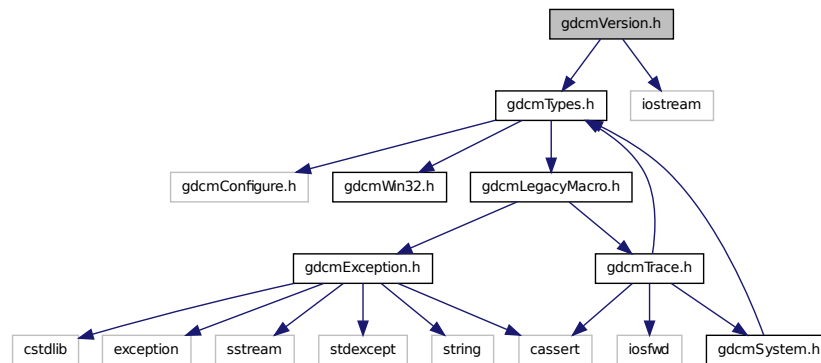 gdcmVersion.h
gdcmTypes.h
iostream
gdcmConfigure.h
gdcmWin32.h
gdcmLegacyMacro.h
gdcmException.h
gdcmTrace.h
cstdlib
exception
sstream
stdexcept
string
cassert
iosfwd
gdcmSystem.h